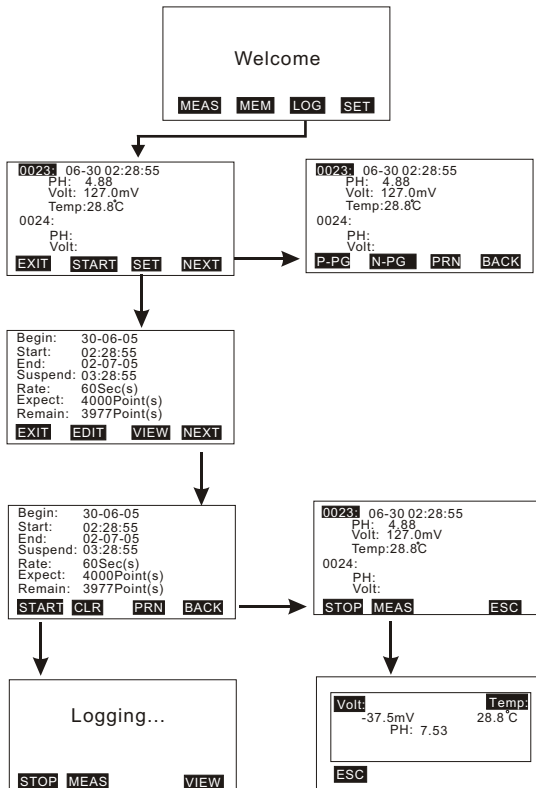 Welcome
MEAS MEM LOG SET
0023: 06-30 02:28:55
PH: 4.88
Volt: 127.0mV
Temp:28.8°C
0024:
PH:
Volt:
EXIT START SET NEXT
0023: 06-30 02:28:55
PH: 4.88
Volt: 127.0mV
Temp:28.8°C
0024:
PH:
Volt:
P-PG N-PG PRN BACK
Begin: 30-06-05
Start: 02:28:55
End: 02-07-05
Suspend: 03:28:55
Rate: 60Sec(s)
Expect: 4000Point(s)
Remain: 3977Point(s)
EXIT EDIT VIEW NEXT
Begin: 30-06-05
Start: 02:28:55
End: 02-07-05
Suspend: 03:28:55
Rate: 60Sec(s)
Expect: 4000Point(s)
Remain: 3977Point(s)
START CLR PRN BACK
0023: 06-30 02:28:55
PH: 4.88
Volt: 127.0mV
Temp:28.8°C
0024:
PH:
Volt:
STOP MEAS ESC
Logging...
STOP MEAS VIEW
Volt: Temp:
-37.5mV 28.8°C
PH: 7.53
ESC